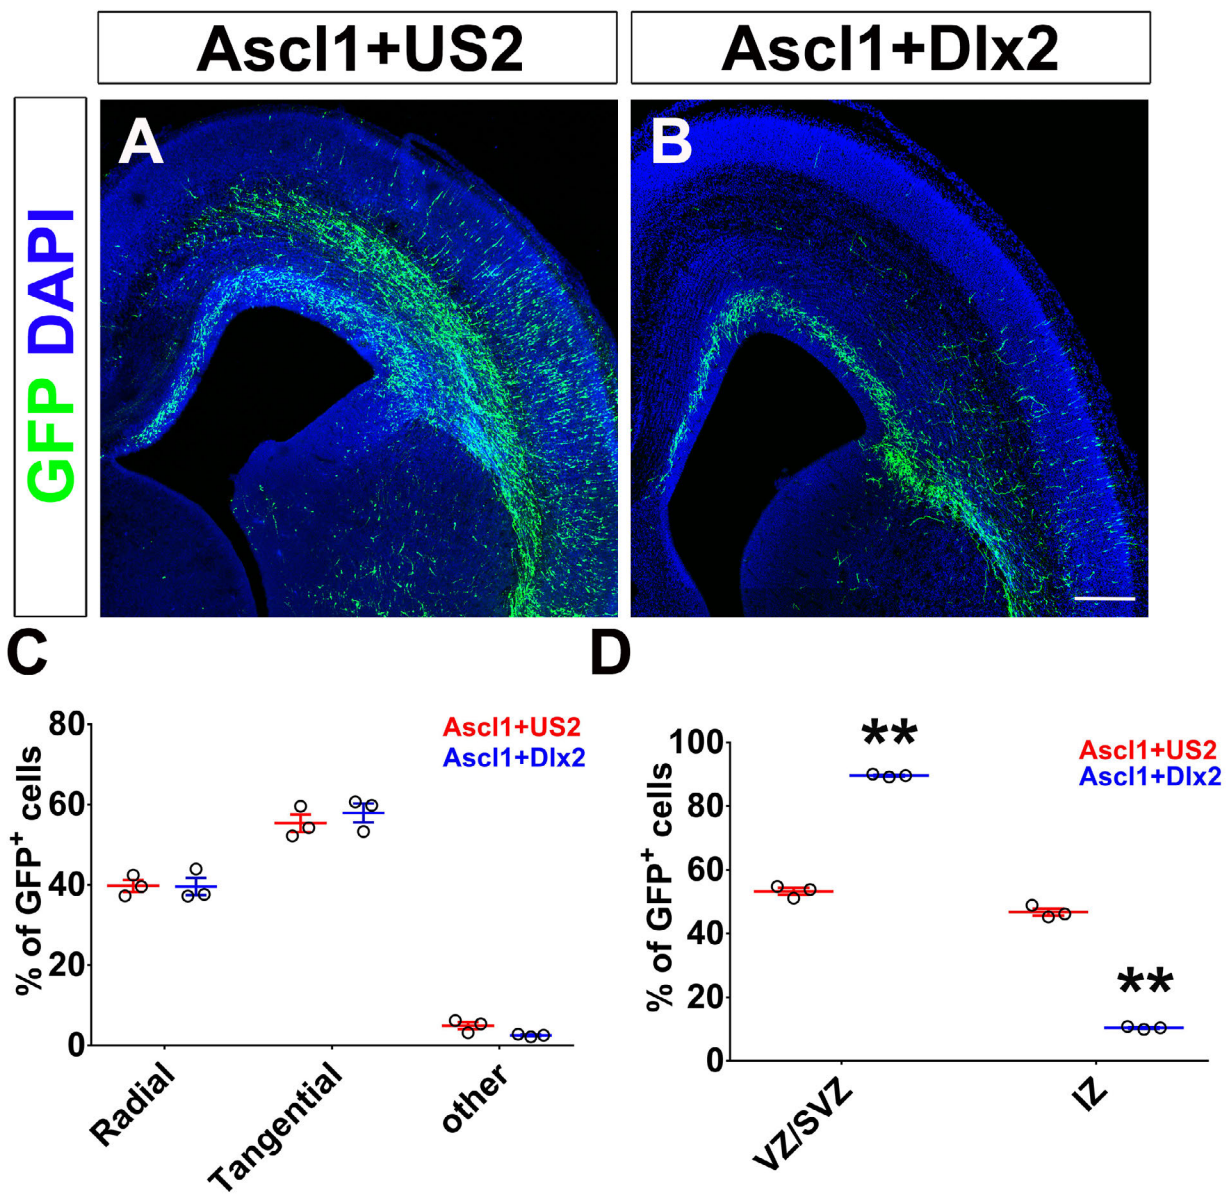 Ascl1+US2
Ascl1+Dlx2
GFP DAPI
A
B
C
D
% of GFP⁺ cells
80
60
40
20
0
Ascl1+US2
Ascl1+Dlx2
Radial
Tangential
other
% of GFP⁺ cells
100
80
60
40
20
0
**
**
Ascl1+US2
Ascl1+Dlx2
VZ/SVZ
IZ